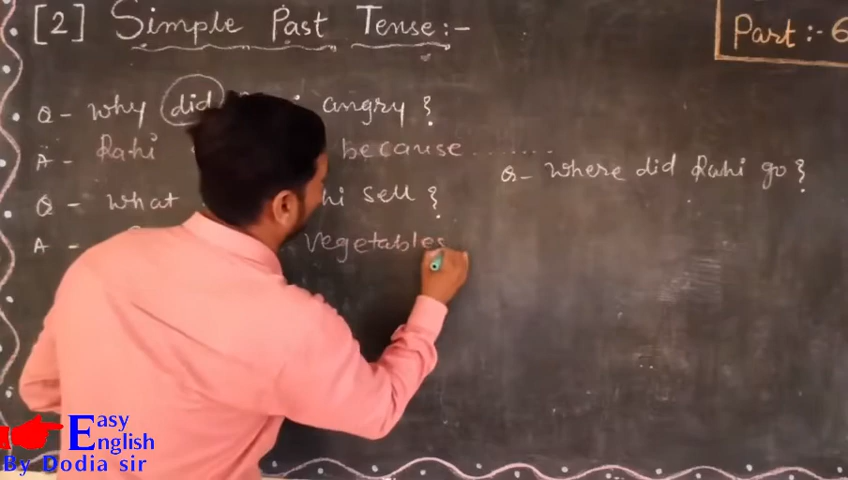 [2] Simple Past Tense:-
Part :- 6
Q- Why did angry ?
A- Rahi because .......
Q- What hi sell ?
A- vegetables
Q- Where did Rahi go ?
Easy
English
By Dodia sir